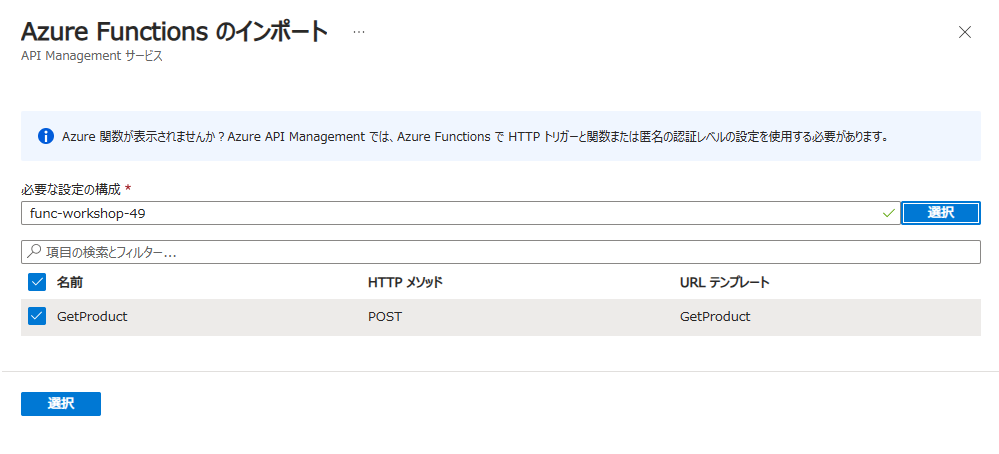 Azure Functions のインポート …
API Management サービス
Azure 関数が表示されませんか ? Azure API Management では、Azure Functions で HTTP トリガーと関数または匿名の認証レベルの設定を使用する必要があります。
必要な設定の構成 *
func-workshop-49 選択
項目の検索とフィルター...
名前 HTTP メソッド URL テンプレート
GetProduct POST GetProduct
選択